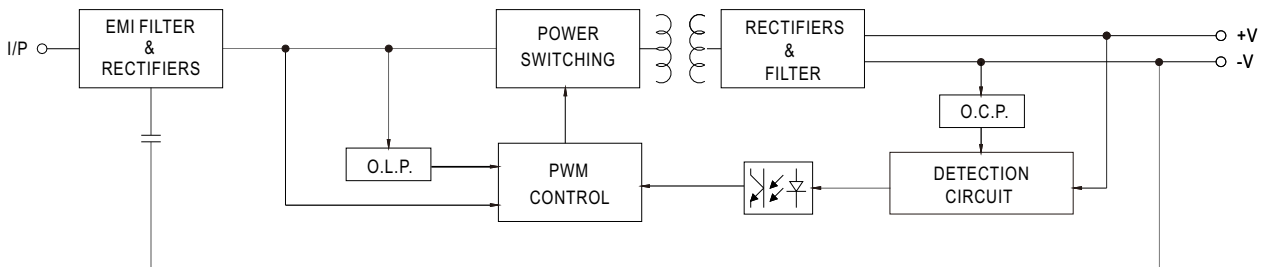 I/P
EMI FILTER
&
RECTIFIERS
POWER
SWITCHING
RECTIFIERS
&
FILTER
+V
-V
O.C.P.
O.L.P.
PWM
CONTROL
DETECTION
CIRCUIT